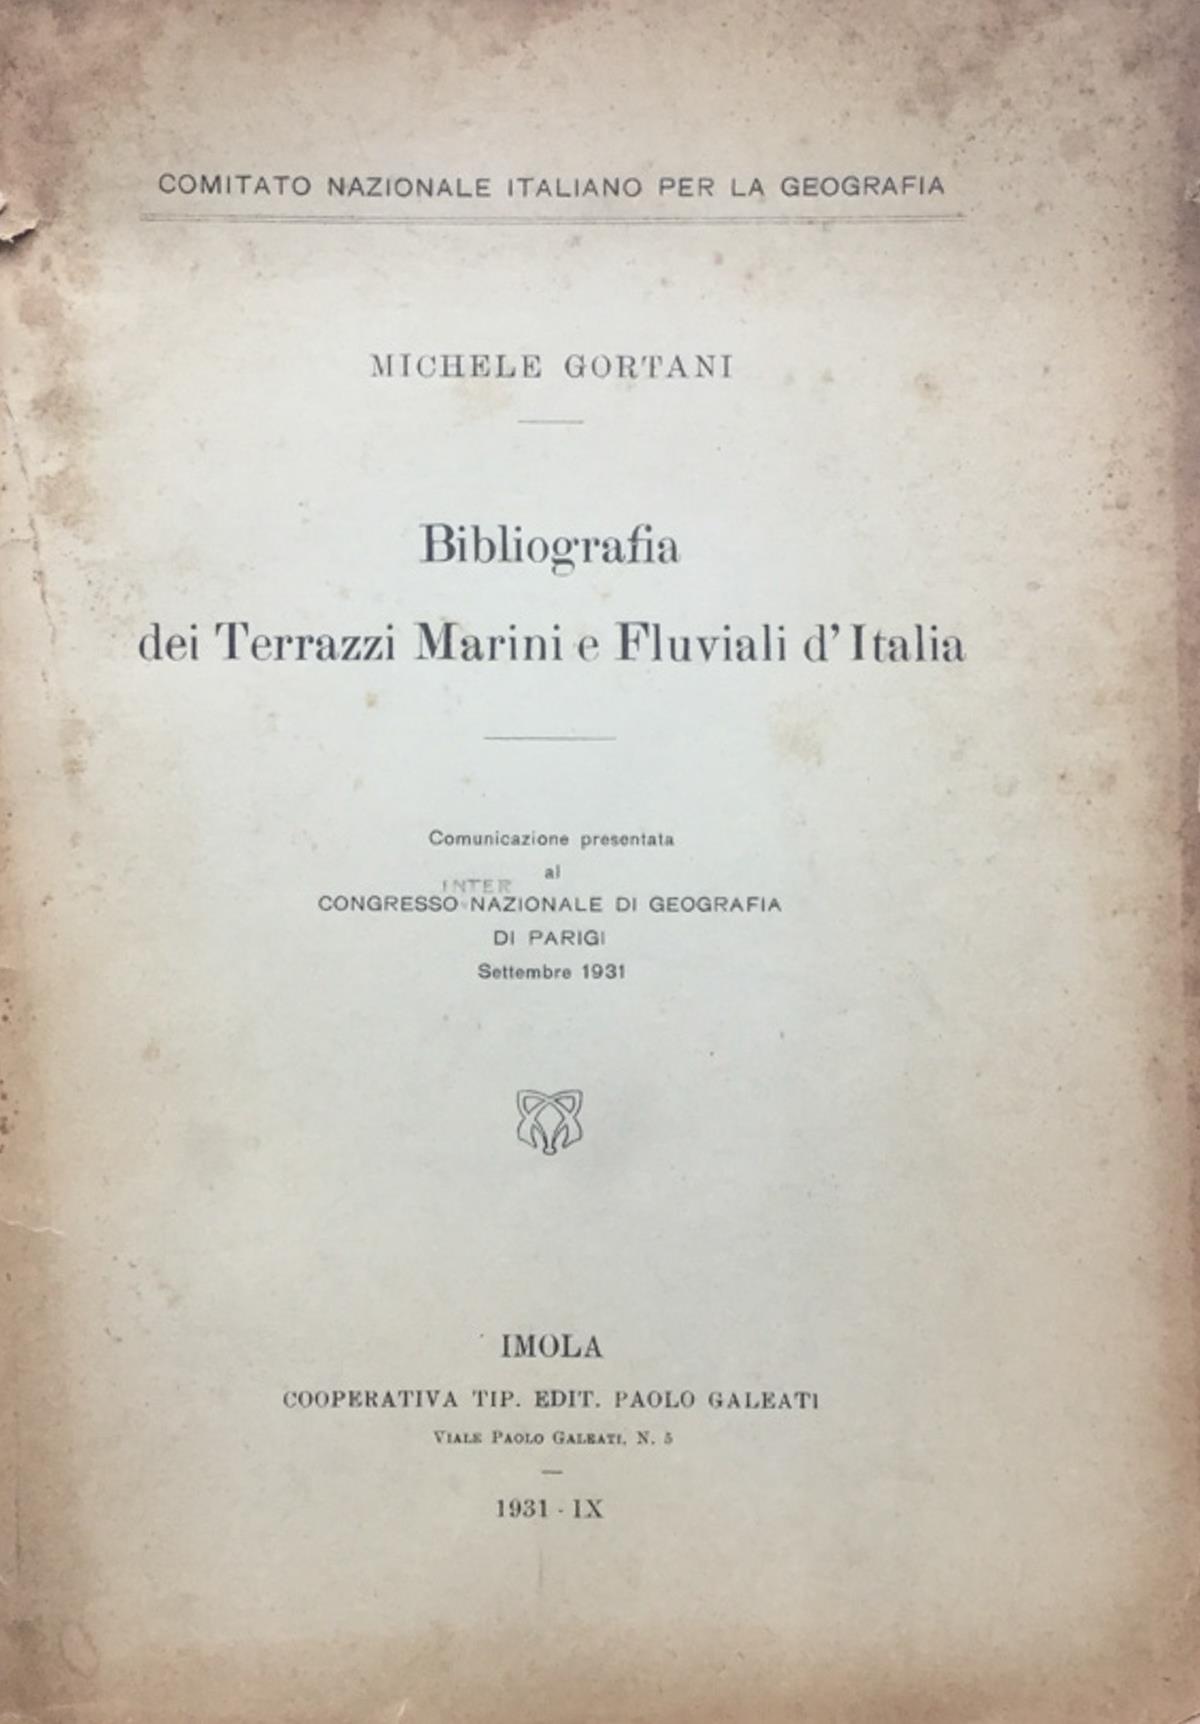 COMITATO NAZIONALE ITALIANO PER LA GEOGRAFIA
MICHELE GORTANI
Bibliografia
dei Terrazzi Marini e Fluviali d'Italia
Comunicazione presentata
al
INTER
CONGRESSO NAZIONALE DI GEOGRAFIA
DI PARIGI
Settembre 1931
IMOLA
COOPERATIVA TIP. EDIT. PAOLO GALEATI
VIALE PAOLO GALEATI, N. 5
1931 - IX